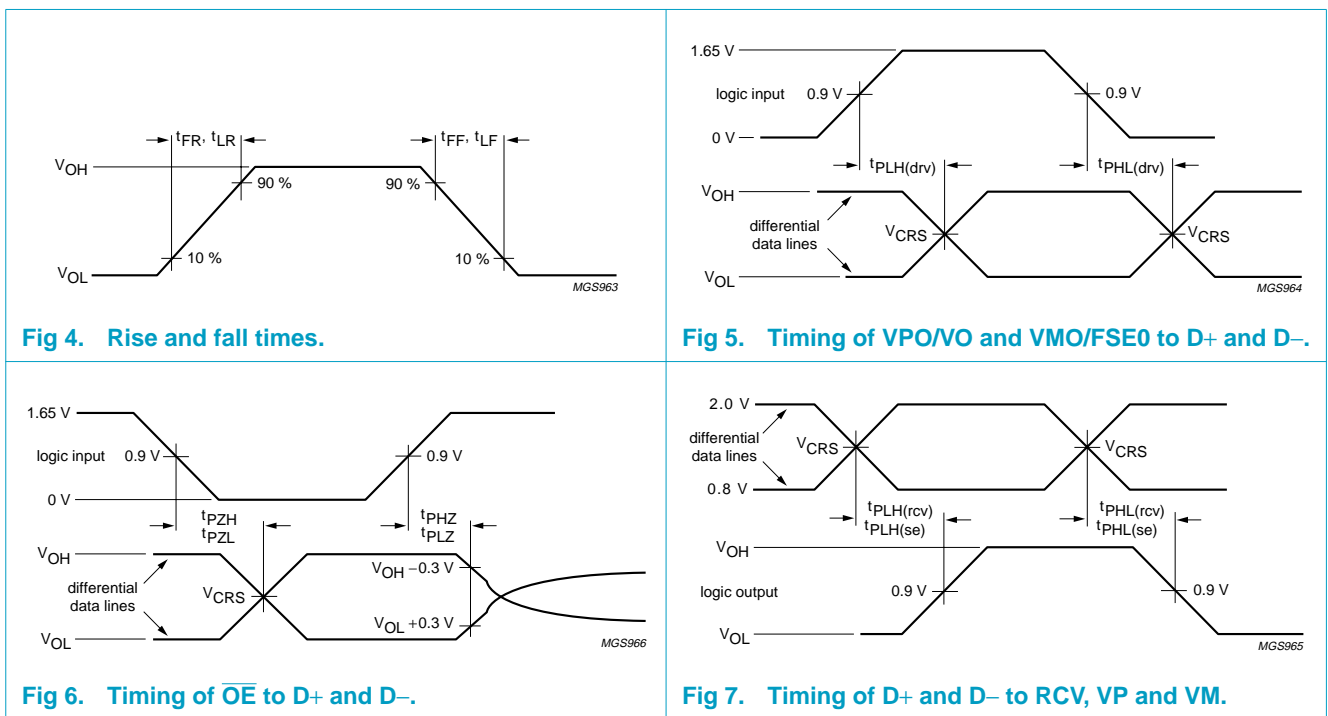 tFR, tLR
tFF, tLF
VOH
90 %
90 %
10 %
10 %
VOL
MGS963
Fig 4. Rise and fall times.
1.65 V
logic input
0.9 V
0.9 V
0 V
tPLH(drv)
tPHL(drv)
VOH
differential
data lines
VCRS
VCRS
VOL
MGS964
Fig 5. Timing of VPO/VO and VMO/FSE0 to D+ and D−.
1.65 V
logic input
0.9 V
0.9 V
0 V
tPZH
tPZL
tPHZ
tPLZ
VOH
VOH −0.3 V
differential
data lines
VCRS
VOL +0.3 V
VOL
MGS966
Fig 6. Timing of O̅E̅ to D+ and D−.
2.0 V
differential
data lines
VCRS
VCRS
0.8 V
tPLH(rcv)
tPLH(se)
tPHL(rcv)
tPHL(se)
VOH
logic output
0.9 V
0.9 V
VOL
MGS965
Fig 7. Timing of D+ and D− to RCV, VP and VM.